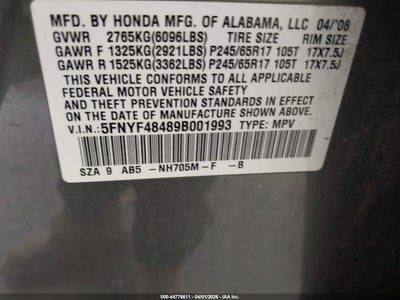 MFD. BY HONDA MFG. OF ALABAMA, LLC 04/'08
GVWR 2765KG(6096LBS) TIRE SIZE RIM SIZE
GAWR F 1325KG(2921LBS) P245/65R17 105T 17X7.5J
GAWR R 1525KG(3362LBS) P245/65R17 105T 17X7.5J
THIS VEHICLE CONFORMS TO ALL APPLICABLE
FEDERAL MOTOR VEHICLE SAFETY
AND THEFT PREVENTION STANDARDS IN EFFECT
ON THE DATE OF MANUFACTURE SHOWN ABOVE.
V.I.N.:5FNYF48489B001993 TYPE: MPV
SZA 9 AB5 -NH705M-F -B
000-44776611 - 04/01/2026 - IAA Inc.